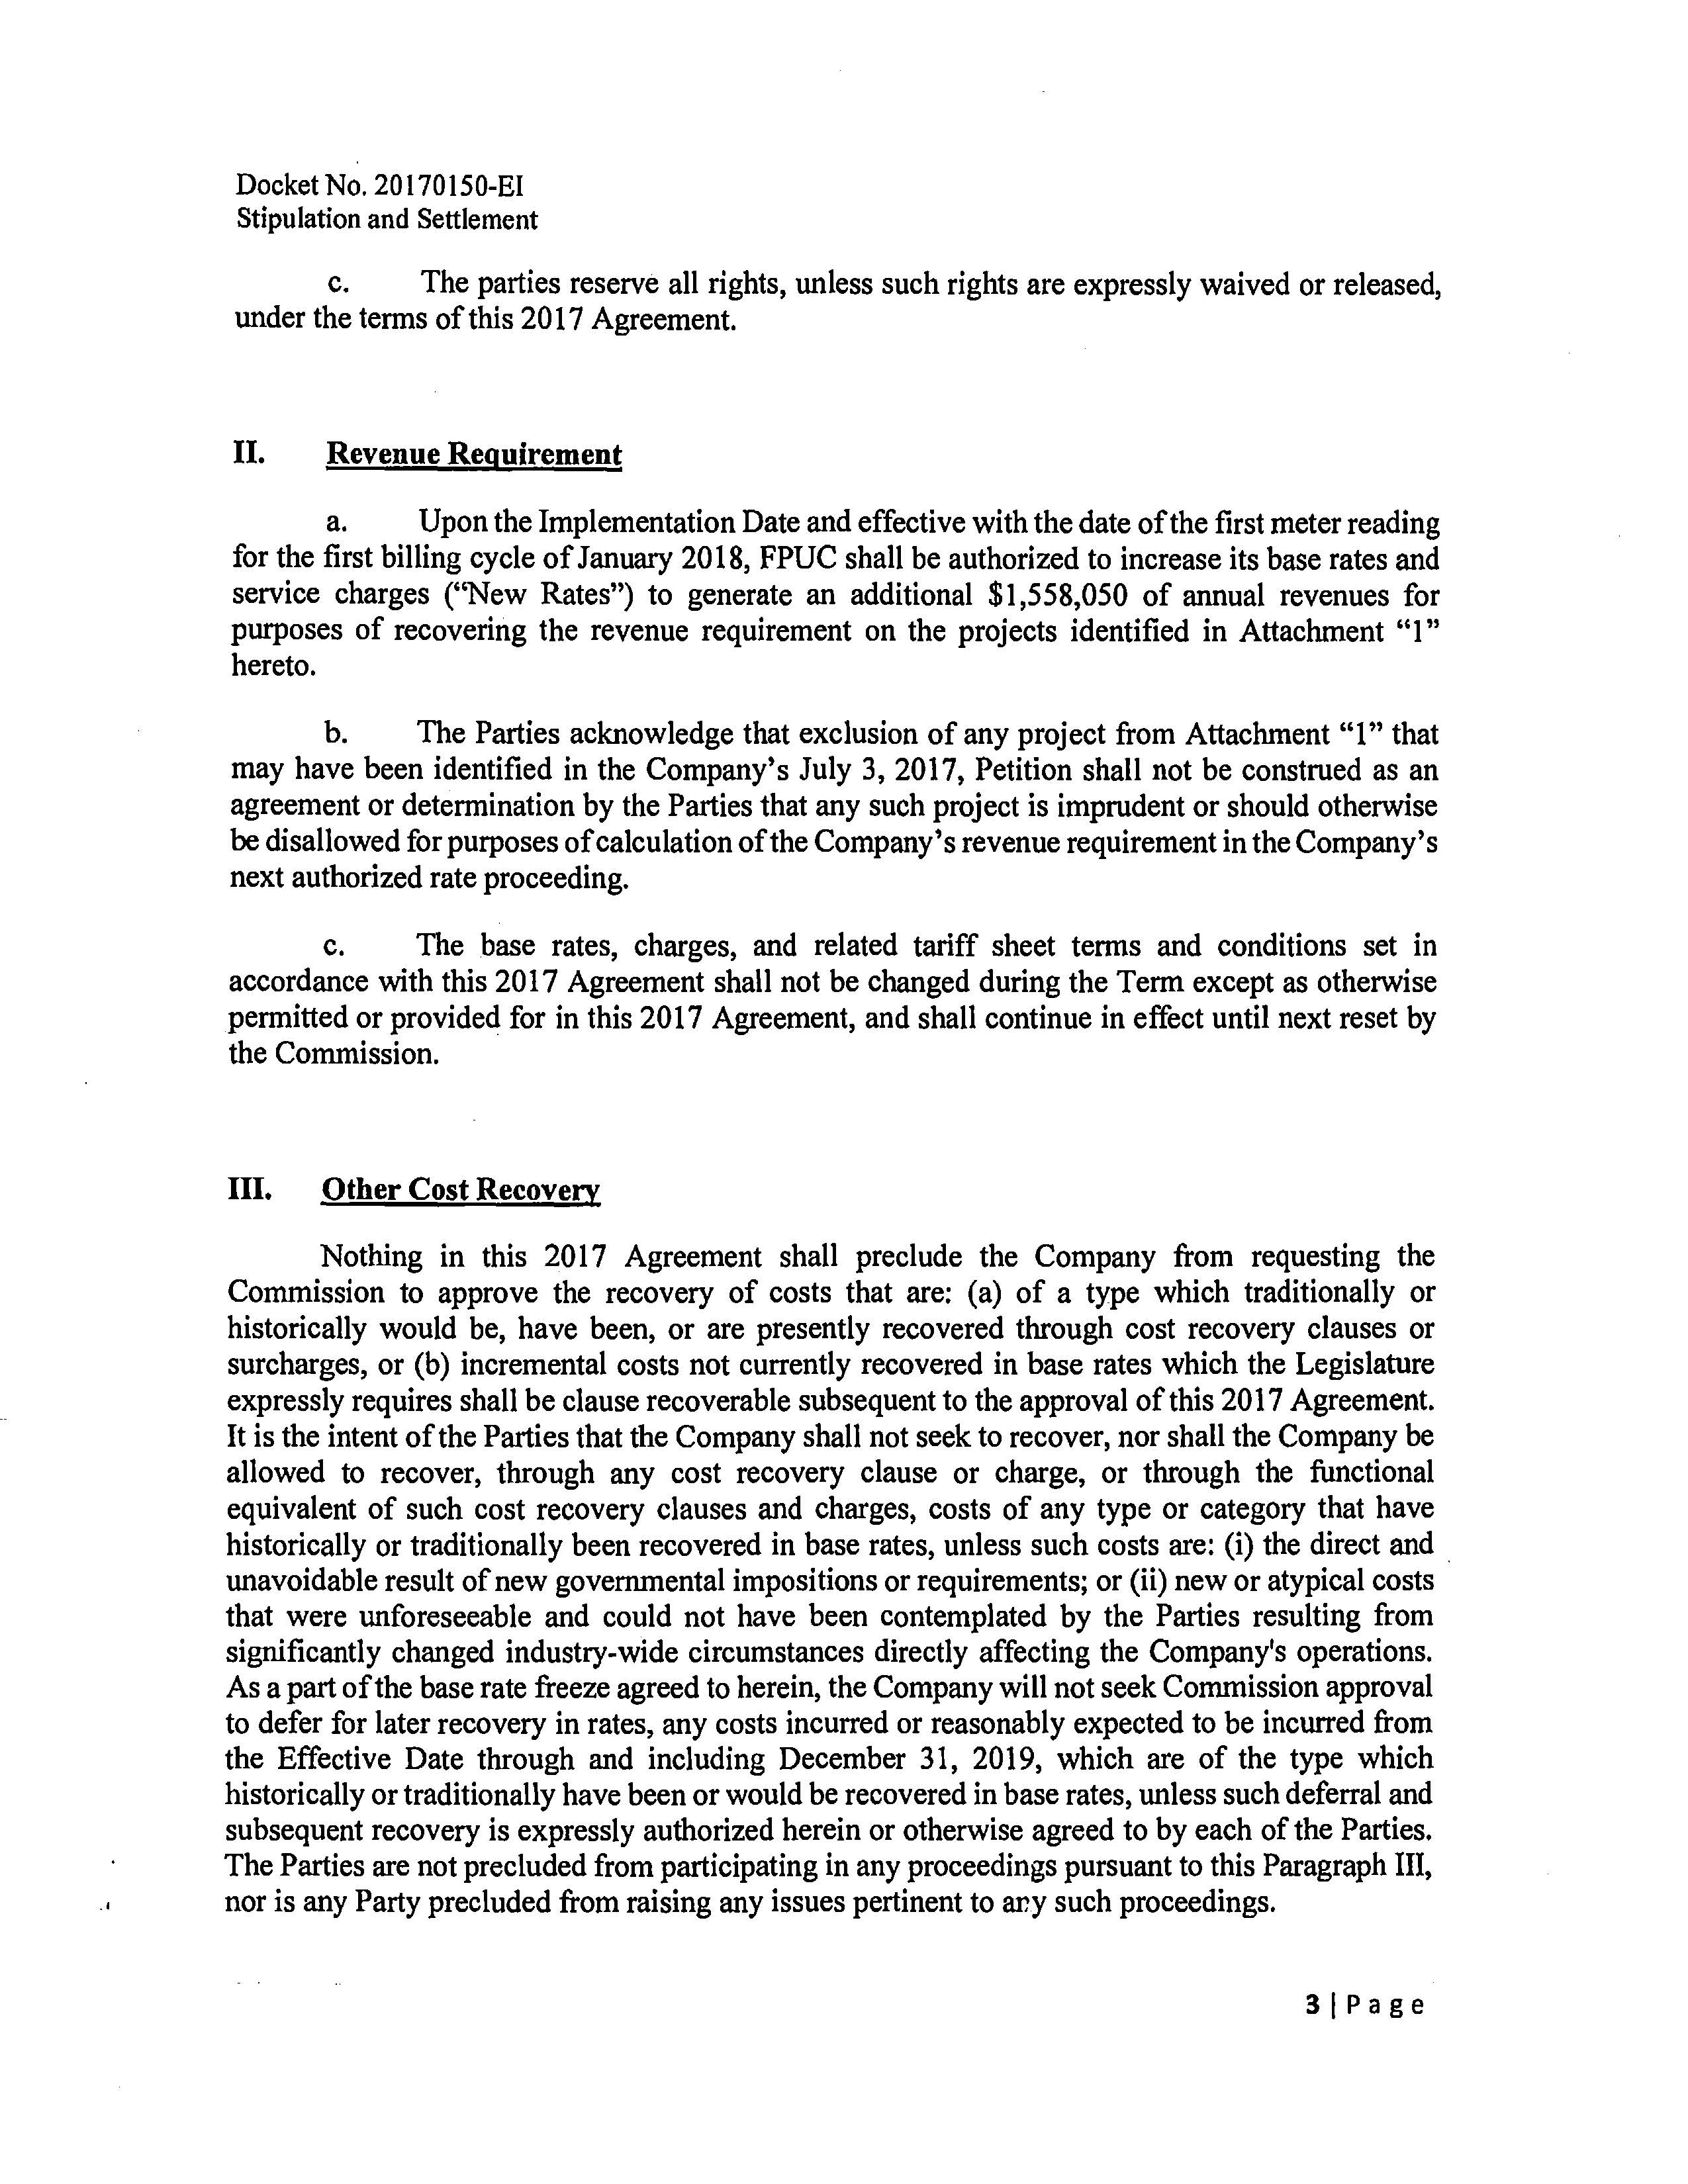 Docket No. 20170150-EI
Stipulation and Settlement
c. The parties reserve all rights, unless such rights are expressly waived or released,
under the terms of this 2017 Agreement.
II. Revenue Requirement
a. Upon the Implementation Date and effective with the date of the first meter reading
for the first billing cycle of January 2018, FPUC shall be authorized to increase its base rates and
service charges (“New Rates”) to generate an additional $1,558,050 of annual revenues for
purposes of recovering the revenue requirement on the projects identified in Attachment “1”
hereto.
b. The Parties acknowledge that exclusion of any project from Attachment “1” that
may have been identified in the Company’s July 3, 2017, Petition shall not be construed as an
agreement or determination by the Parties that any such project is imprudent or should otherwise
be disallowed for purposes of calculation of the Company’s revenue requirement in the Company’s
next authorized rate proceeding.
c. The base rates, charges, and related tariff sheet terms and conditions set in
accordance with this 2017 Agreement shall not be changed during the Term except as otherwise
permitted or provided for in this 2017 Agreement, and shall continue in effect until next reset by
the Commission.
III. Other Cost Recovery
Nothing in this 2017 Agreement shall preclude the Company from requesting the
Commission to approve the recovery of costs that are: (a) of a type which traditionally or
historically would be, have been, or are presently recovered through cost recovery clauses or
surcharges, or (b) incremental costs not currently recovered in base rates which the Legislature
expressly requires shall be clause recoverable subsequent to the approval of this 2017 Agreement.
It is the intent of the Parties that the Company shall not seek to recover, nor shall the Company be
allowed to recover, through any cost recovery clause or charge, or through the functional
equivalent of such cost recovery clauses and charges, costs of any type or category that have
historically or traditionally been recovered in base rates, unless such costs are: (i) the direct and
unavoidable result of new governmental impositions or requirements; or (ii) new or atypical costs
that were unforeseeable and could not have been contemplated by the Parties resulting from
significantly changed industry-wide circumstances directly affecting the Company's operations.
As a part of the base rate freeze agreed to herein, the Company will not seek Commission approval
to defer for later recovery in rates, any costs incurred or reasonably expected to be incurred from
the Effective Date through and including December 31, 2019, which are of the type which
historically or traditionally have been or would be recovered in base rates, unless such deferral and
subsequent recovery is expressly authorized herein or otherwise agreed to by each of the Parties.
The Parties are not precluded from participating in any proceedings pursuant to this Paragraph III,
nor is any Party precluded from raising any issues pertinent to any such proceedings.
3 | Page